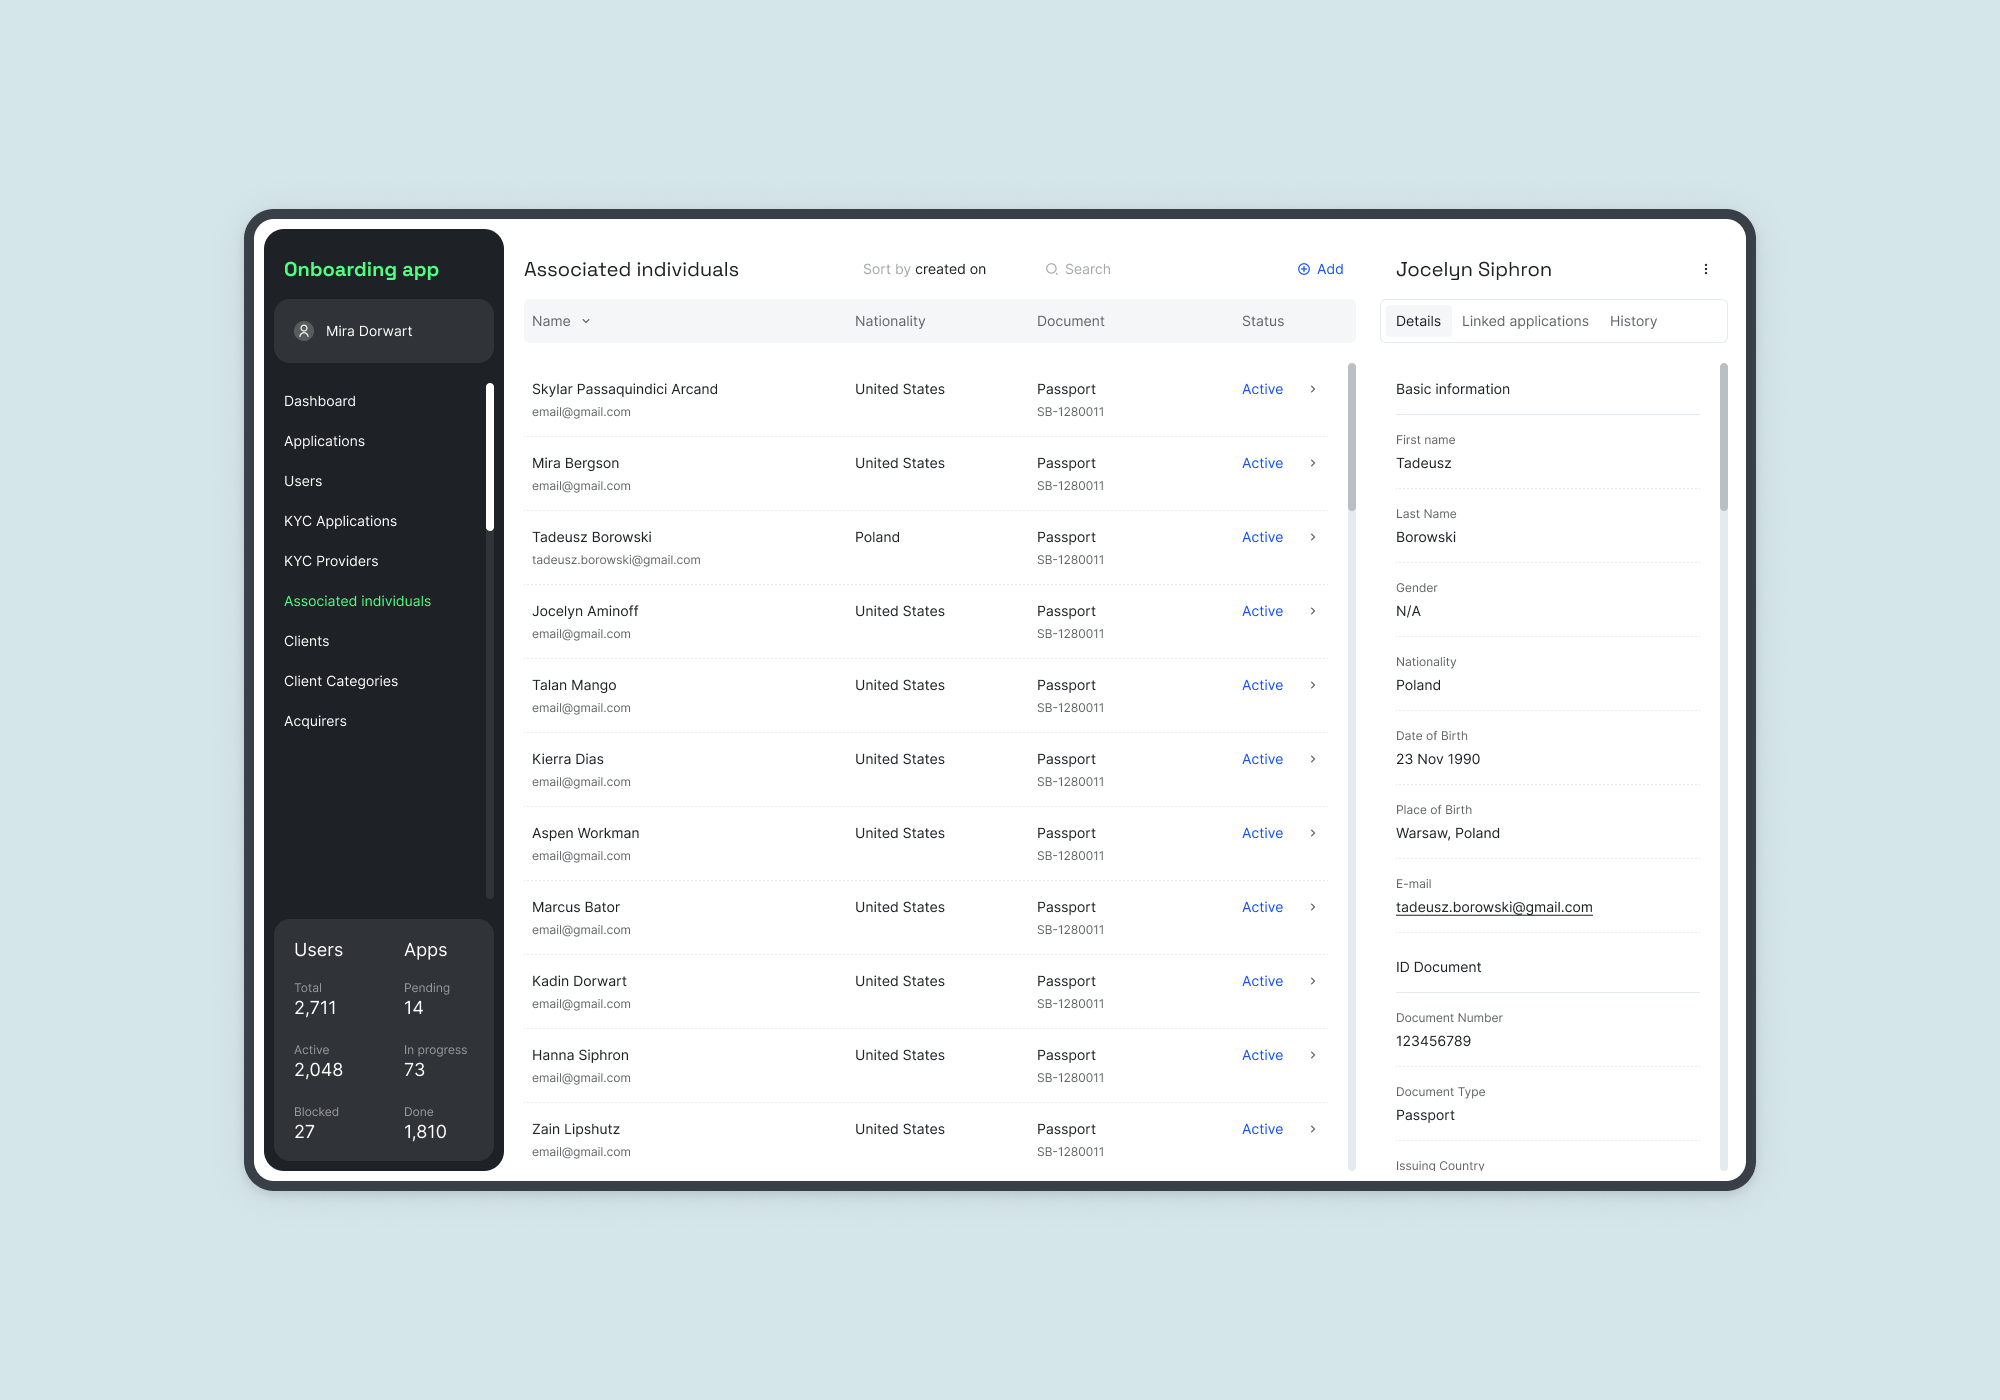 Onboarding app
Mira Dorwart
Dashboard
Applications
Users
KYC Applications
KYC Providers
Associated individuals
Clients
Client Categories
Acquirers
Users Apps
Total Pending
2,711 14
Active In progress
2,048 73
Blocked Done
27 1,810
Associated individuals Sort by created on Search Add
Name Nationality Document Status
Skylar Passaquindici Arcand United States Passport Active
email@gmail.com SB-1280011
Mira Bergson United States Passport Active
email@gmail.com SB-1280011
Tadeusz Borowski Poland Passport Active
tadeusz.borowski@gmail.com SB-1280011
Jocelyn Aminoff United States Passport Active
email@gmail.com SB-1280011
Talan Mango United States Passport Active
email@gmail.com SB-1280011
Kierra Dias United States Passport Active
email@gmail.com SB-1280011
Aspen Workman United States Passport Active
email@gmail.com SB-1280011
Marcus Bator United States Passport Active
email@gmail.com SB-1280011
Kadin Dorwart United States Passport Active
email@gmail.com SB-1280011
Hanna Siphron United States Passport Active
email@gmail.com SB-1280011
Zain Lipshutz United States Passport Active
email@gmail.com SB-1280011
Jocelyn Siphron
Details Linked applications History
Basic information
First name
Tadeusz
Last Name
Borowski
Gender
N/A
Nationality
Poland
Date of Birth
23 Nov 1990
Place of Birth
Warsaw, Poland
E-mail
tadeusz.borowski@gmail.com
ID Document
Document Number
123456789
Document Type
Passport
Issuing Country